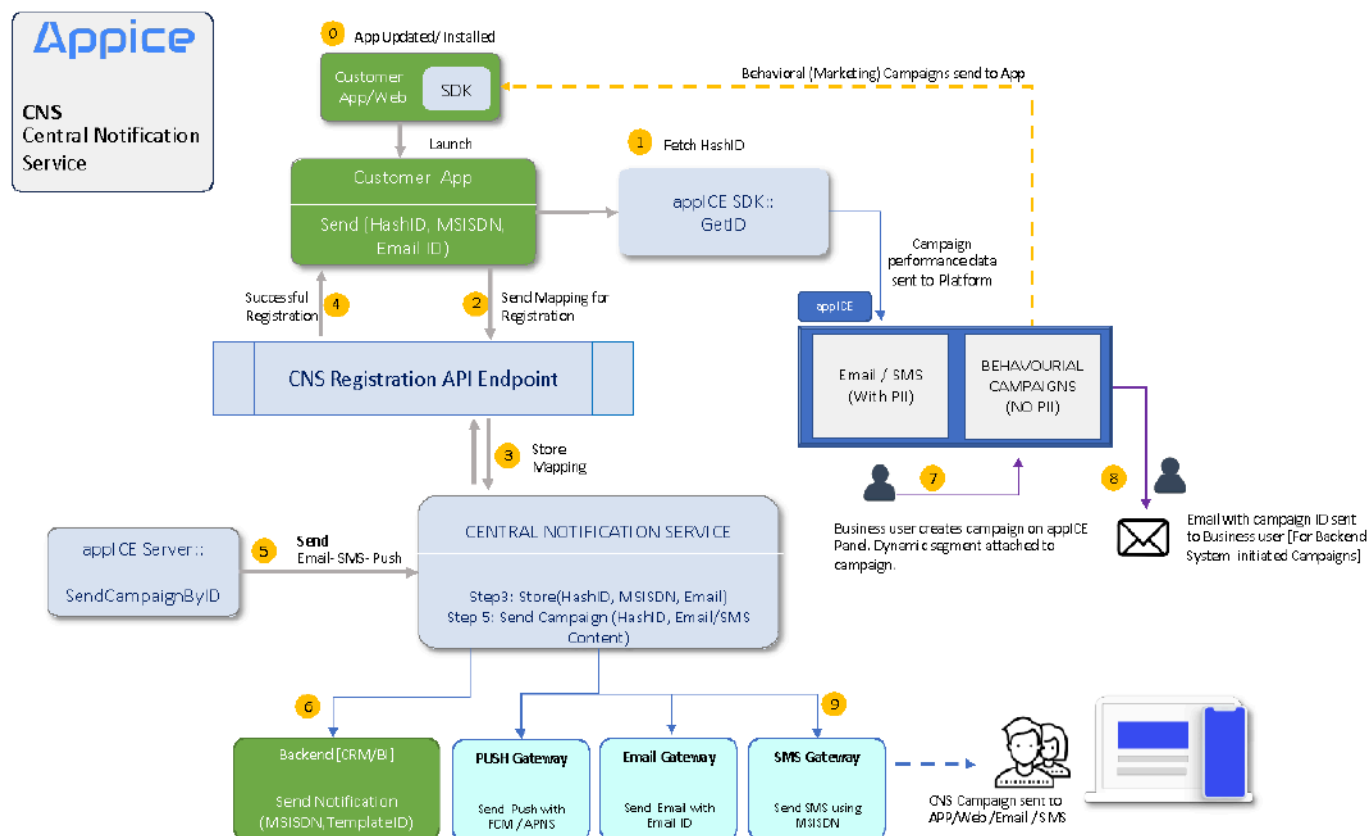 Appice
CNS
Central Notification
Service
0
App Updated/ Installed
Customer
App/Web
SDK
Behavioral (Marketing) Campaigns send to App
Launch
1
Fetch HashID
Customer App
Send (HashID, MSISDN,
Email ID)
appICE SDK::
GetID
Campaign
performance data
sent to Platform
Successful
Registration
4
2
Send Mapping for
Registration
appICE
CNS Registration API Endpoint
Email / SMS
(With PII)
BEHAVOURIAL
CAMPAIGNS
(NO PII)
3
Store
Mapping
7
8
Business user creates campaign on appICE
Panel. Dynamic segment attached to
campaign.
Email with campaign ID sent
to Business user [For Backend
System initiated Campaigns]
appICE Server::
SendCampaignByID
5
Send
Email- SMS- Push
CENTRAL NOTIFICATION SERVICE
Step3: Store(HashID, MSISDN, Email)
Step 5: Send Campaign (HashID, Email/SMS
Content)
6
9
Backend [CRM/BI]
Send Notification
(MSISDN,TemplateID)
PUSH Gateway
Send Push with
FCM /APNS
Email Gateway
Send Email with
Email ID
SMS Gateway
Send SMS using
MSISDN
CNS Campaign sent to
APP/Web /Email /SMS